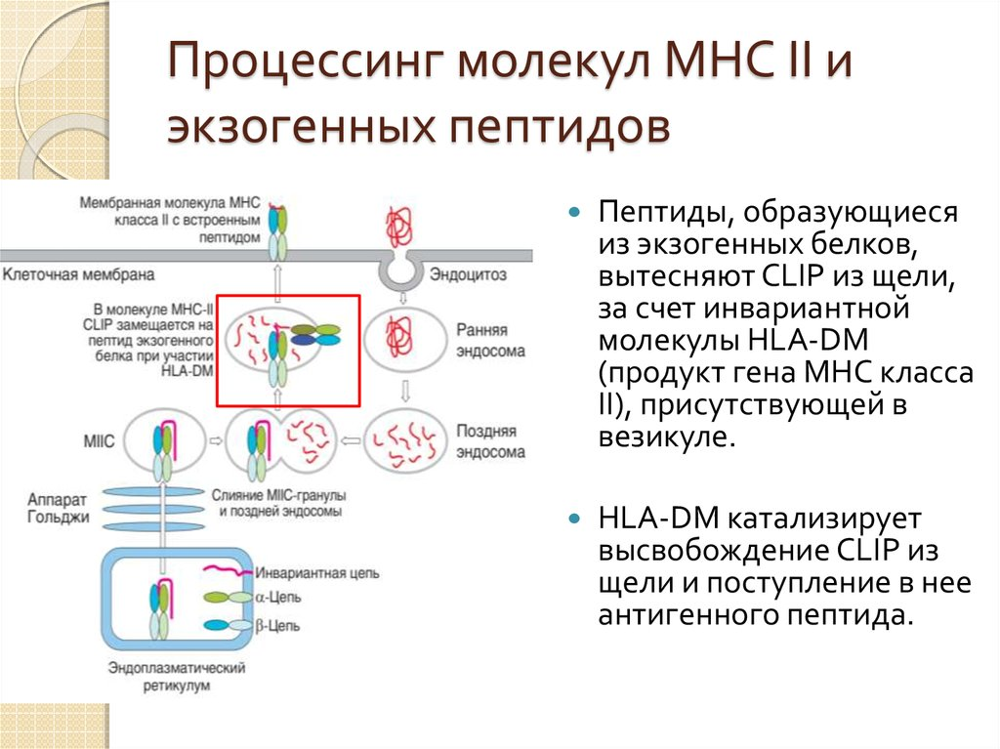 Процессинг молекул МНС II и
экзогенных пептидов
Мембранная молекула МНС
класса II с встроенным
пептидом
Клеточная мембрана
Эндоцитоз
В молекуле МНС-II
CLIP замещается на
пептид экзогенного
белка при участии
HLA-DM
Ранняя
эндосома
MIIC
Поздняя
эндосома
Аппарат
Гольджи
Слияние MIIC-гранулы
и поздней эндосомы
Инвариантная цепь
α-Цепь
β-Цепь
Эндоплазматический
ретикулум
• Пептиды, образующиеся
из экзогенных белков,
вытесняют CLIP из щели,
за счет инвариантной
молекулы HLA-DM
(продукт гена МНС класса
II), присутствующей в
везикуле.
• HLA-DM катализирует
высвобождение CLIP из
щели и поступление в нее
антигенного пептида.